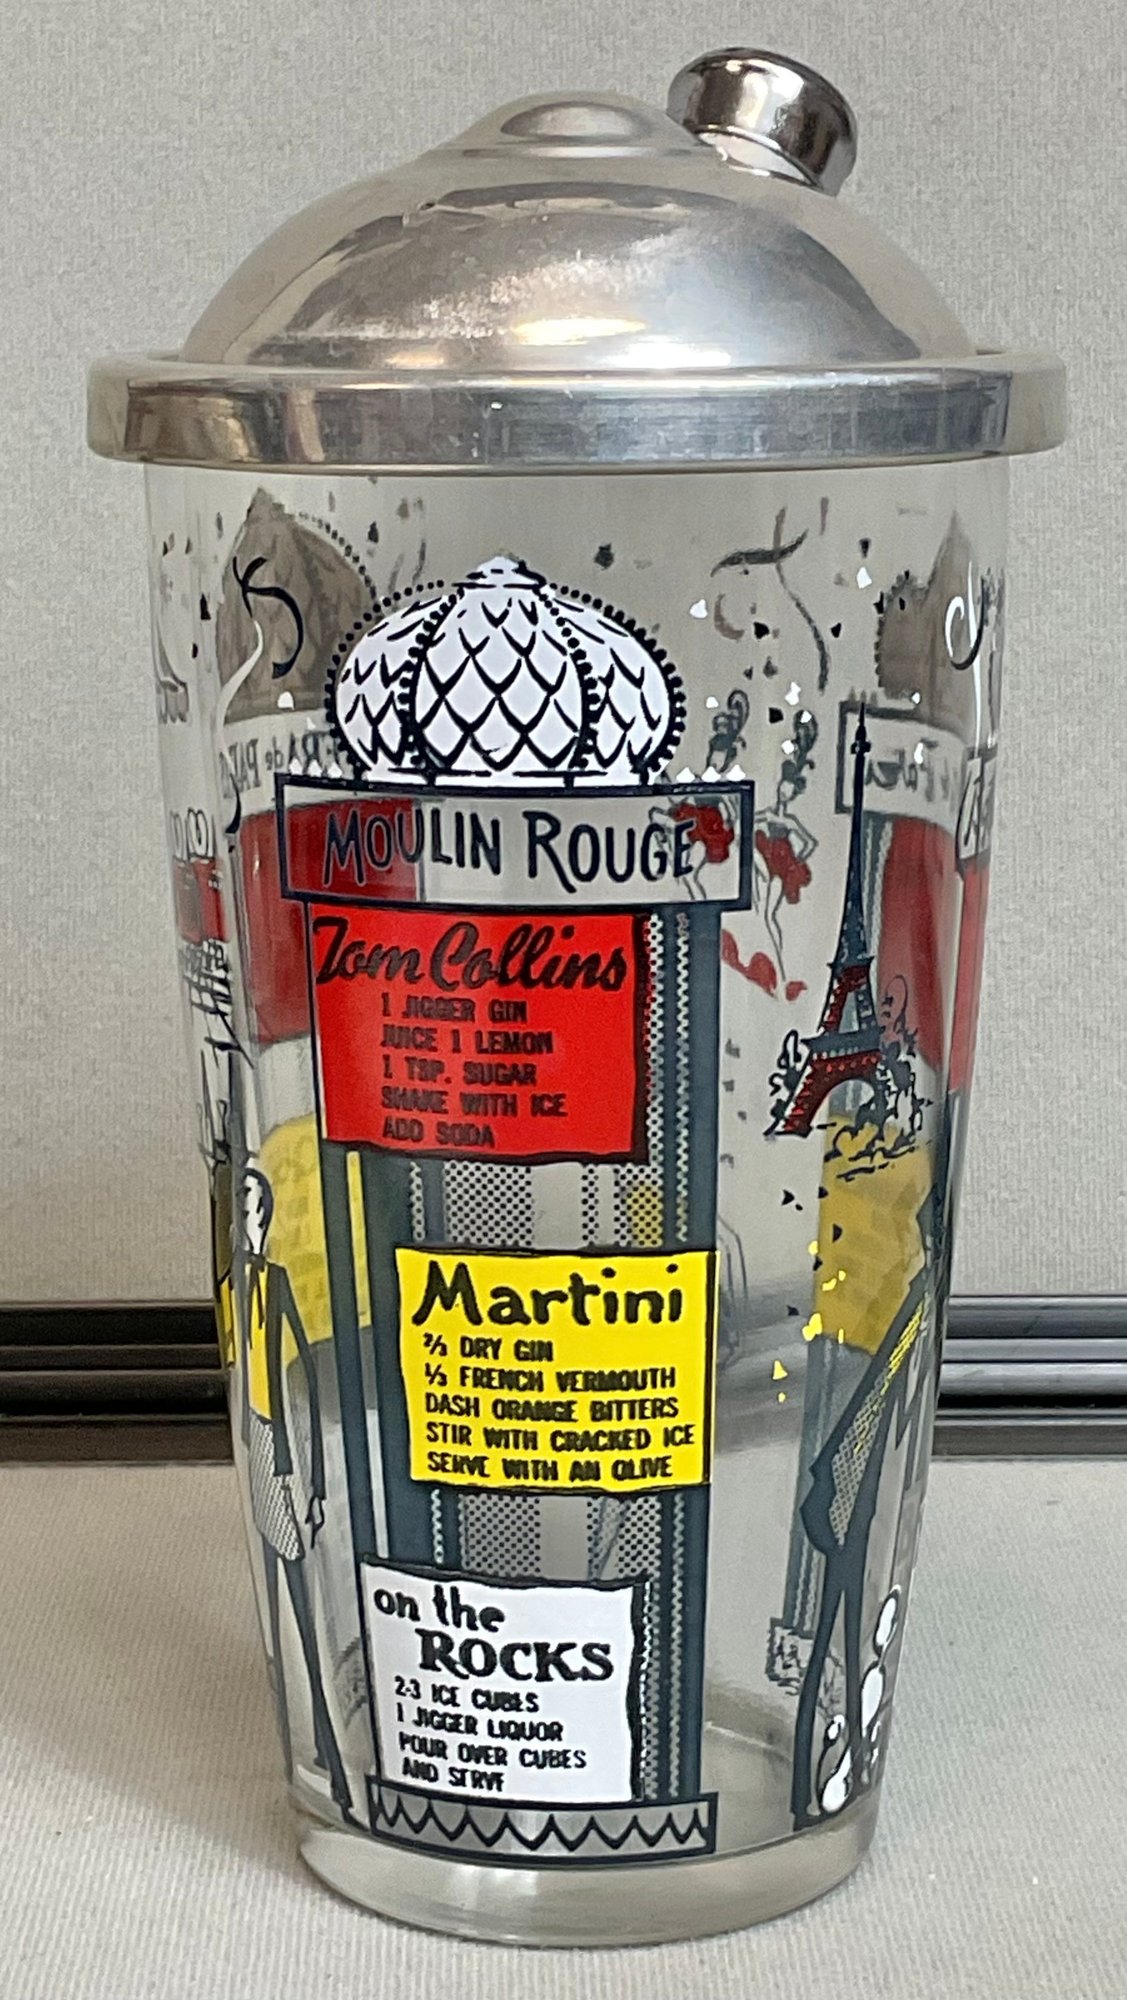 MOULIN ROUGE
Tom Collins
1 JIGGER GIN
JUICE 1 LEMON
1 TSP. SUGAR
SHAKE WITH ICE
ADD SODA
Martini
⅔ DRY GIN
⅓ FRENCH VERMOUTH
DASH ORANGE BITTERS
STIR WITH CRACKED ICE
SERVE WITH AN OLIVE
on the
ROCKS
2-3 ICE CUBES
1 JIGGER LIQUOR
POUR OVER CUBES
AND SERVE